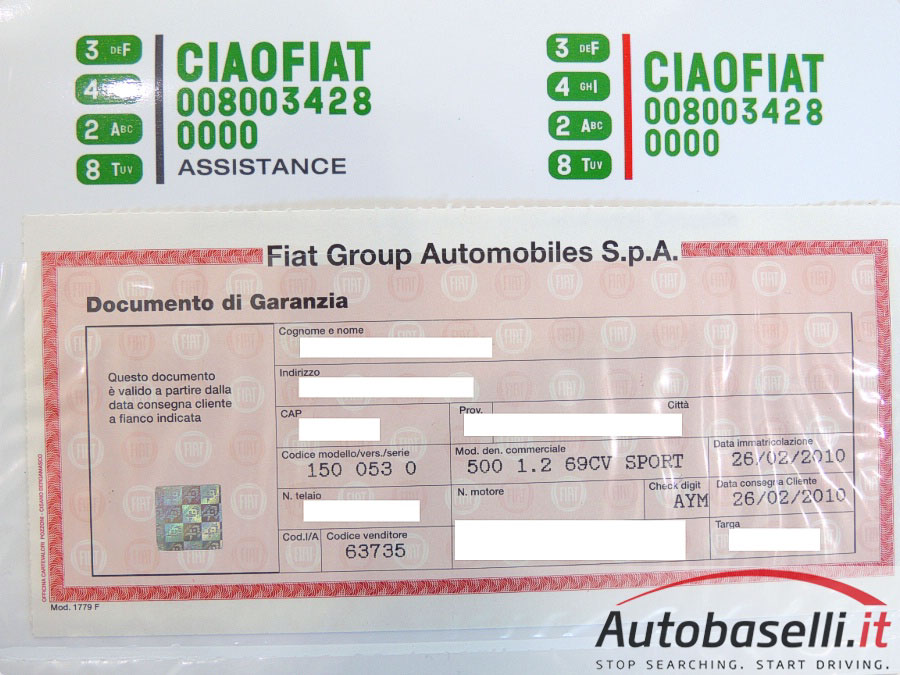 3 DEF
4
2 ABC
8 TUV
CIAOFIAT
008003428
0000
ASSISTANCE
3 DEF
4 GHI
2 ABC
8 TUV
CIAOFIAT
008003428
0000
Fiat Group Automobiles S.p.A.
Documento di Garanzia
Questo documento
è valido a partire dalla
data consegna cliente
a fianco indicata
Cognome e nome
Indirizzo
CAP
Prov.
Città
Codice modello/vers./serie
150 053 0
Mod. den. commerciale
500 1.2 69CV SPORT
Data immatricolazione
26/02/2010
N. telaio
N. motore
Check digit
AYM
Data consegna Cliente
26/02/2010
Cod.I/A
Codice venditore
63735
Targa
Mod. 1779 F
Autobaselli.it
STOP SEARCHING. START DRIVING.